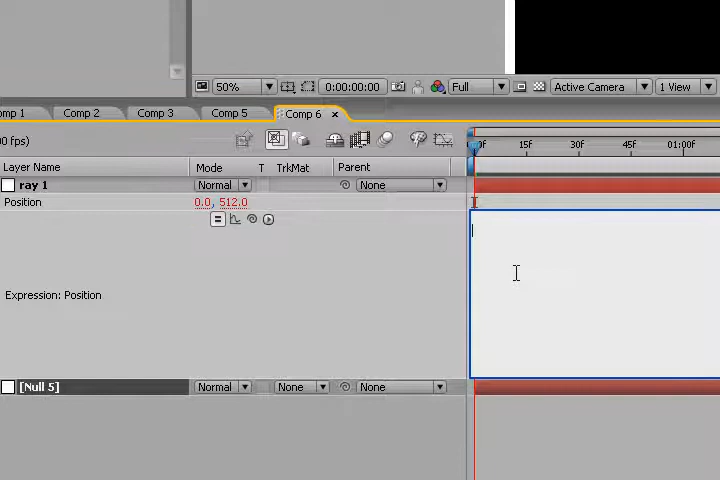 50% 0:00:00:00 Full Active Camera 1 View
omp 1 Comp 2 Comp 3 Comp 5 Comp 6 ×
00 fps) 0f 15f 30f 45f 01:00f
Layer Name Mode T TrkMat Parent
ray 1 Normal None
Position 0.0, 512.0
Expression: Position
[Null 5] Normal None None